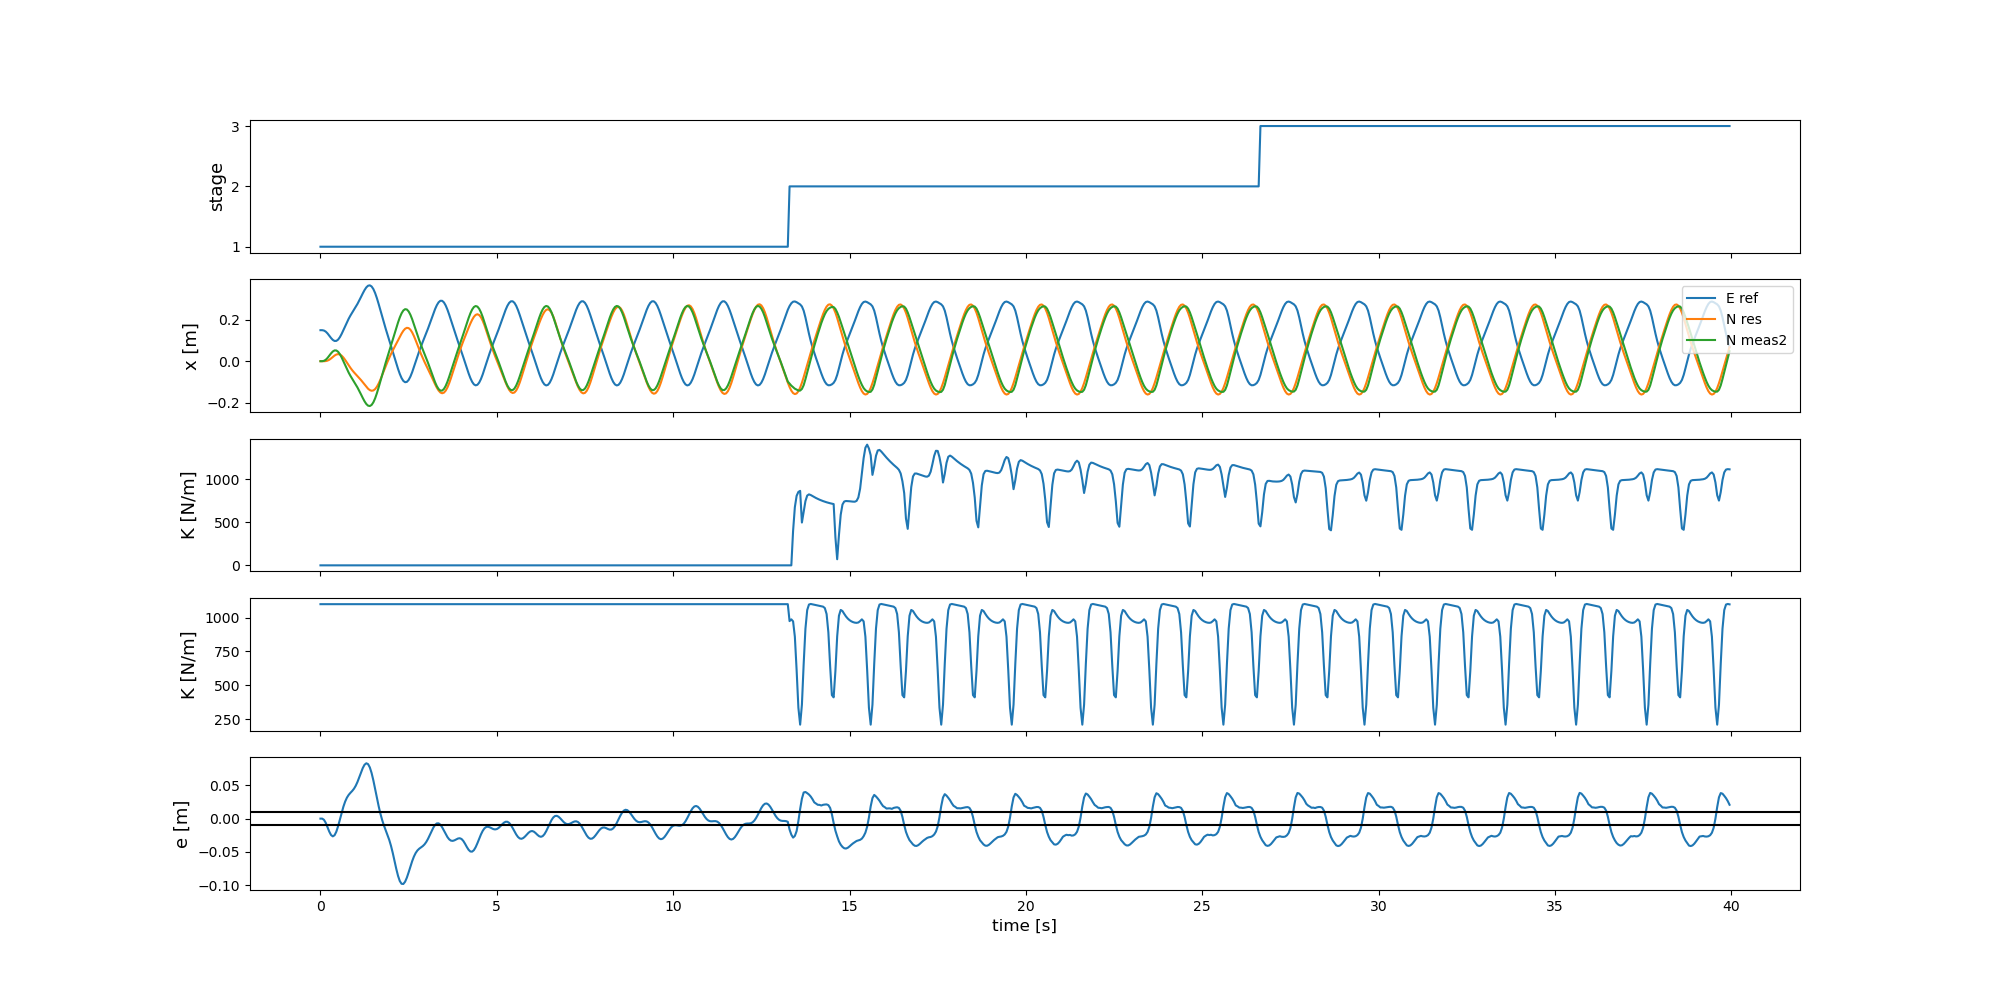 3
2
1
stage
0.2
0.0
−0.2
x [m]
E ref
N res
N meas2
1000
500
0
K [N/m]
1000
750
500
250
K [N/m]
0.05
0.00
−0.05
−0.10
e [m]
0 5 10 15 20 25 30 35 40
time [s]